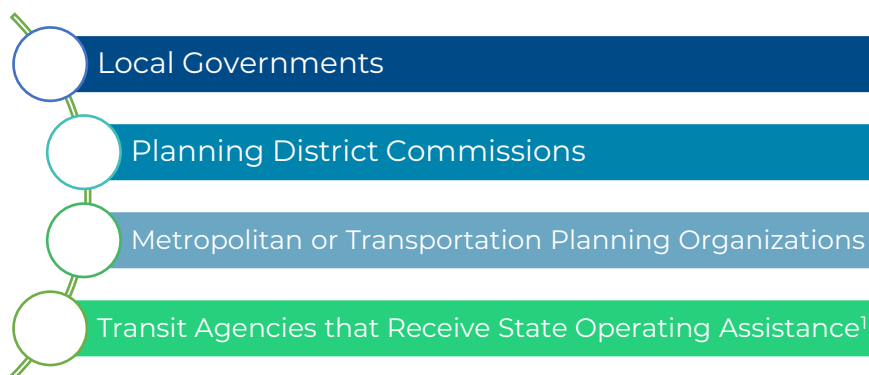 Local Governments
Planning District Commissions
Metropolitan or Transportation Planning Organizations
Transit Agencies that Receive State Operating Assistance¹